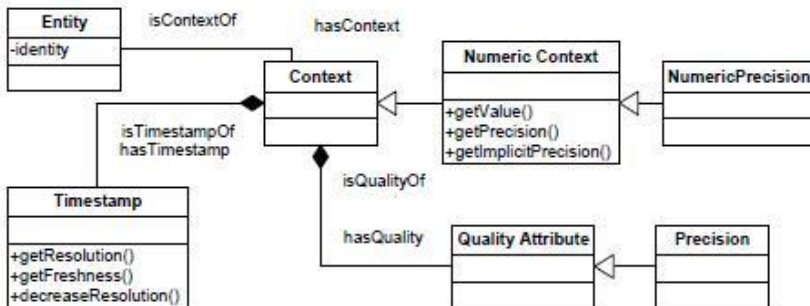 Entity
-identity
isContextOf
hasContext
Context
Numeric Context
+getValue()
+getPrecision()
+getImplicitPrecision()
NumericPrecision
isTimestampOf
hasTimestamp
Timestamp
+getResolution()
+getFreshness()
+decreaseResolution()
isQualityOf
hasQuality
Quality Attribute
Precision